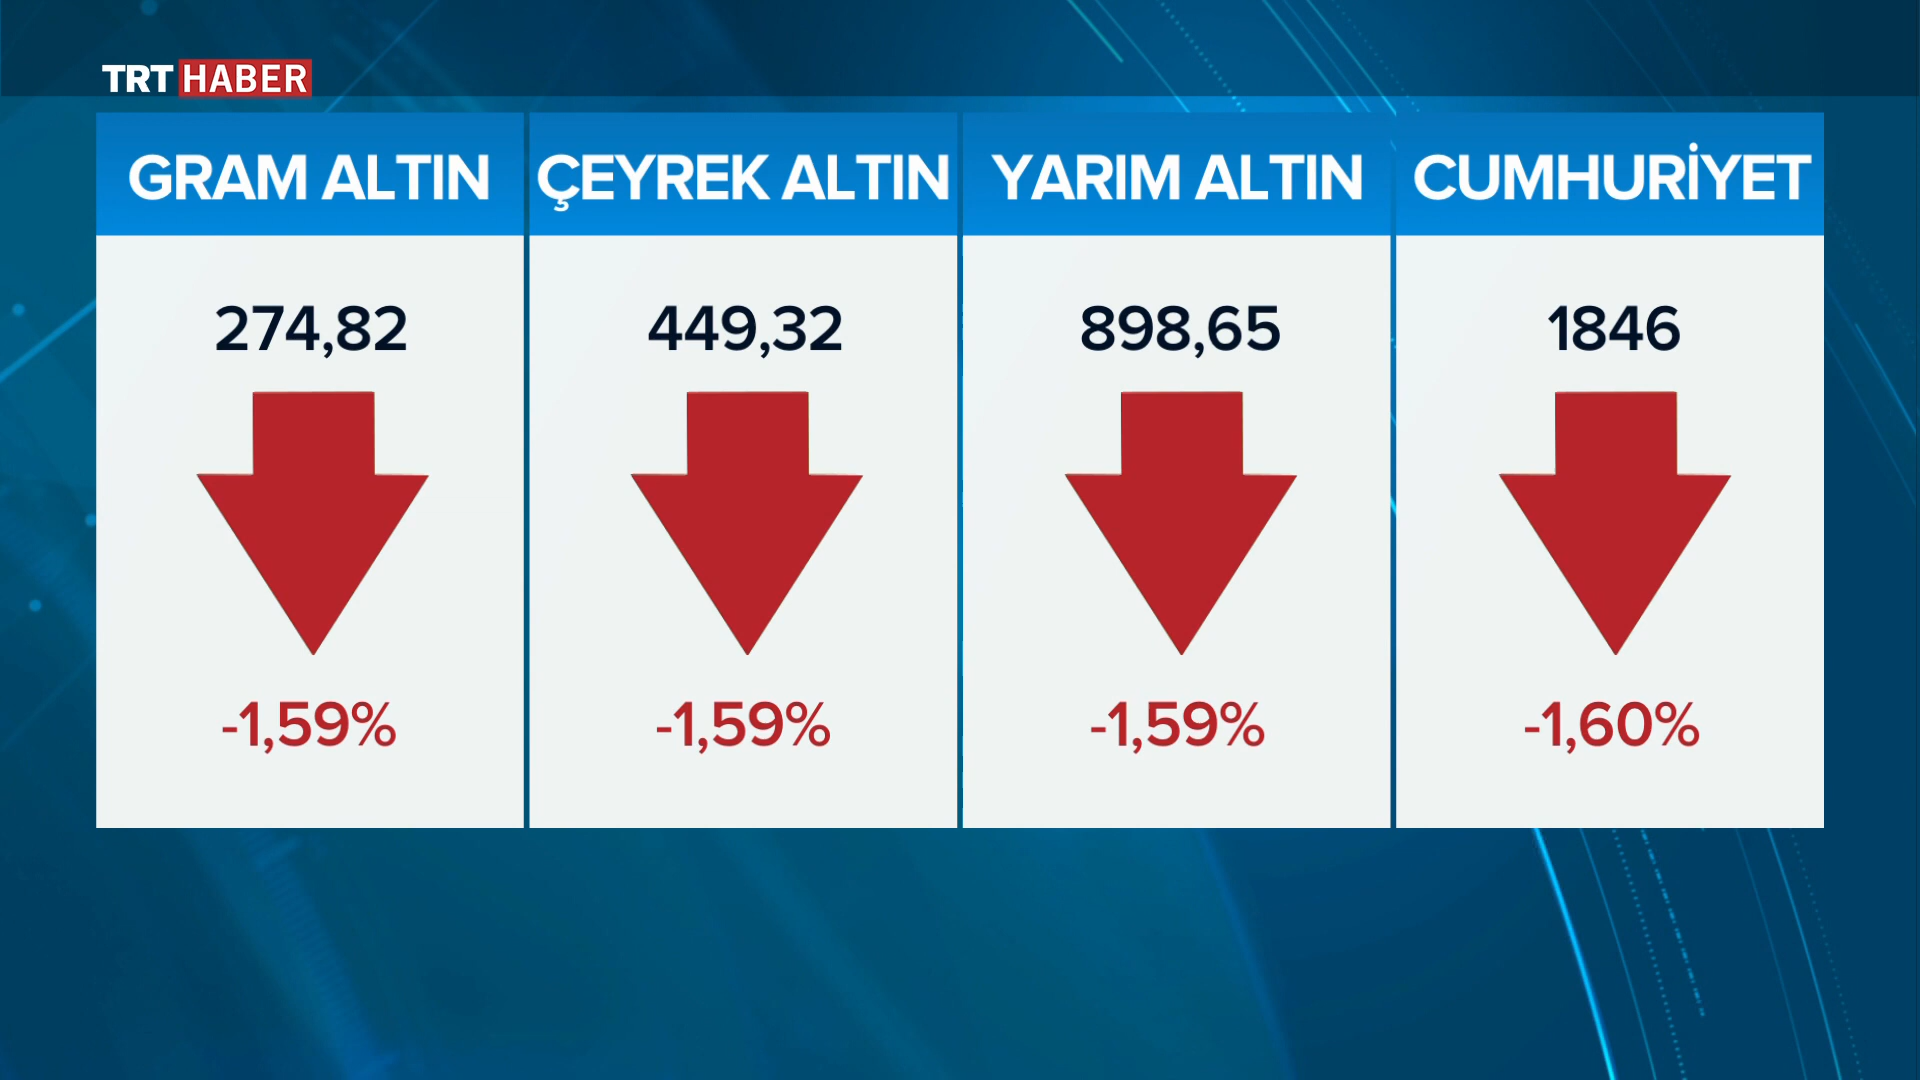 TRT HABER
GRAM ALTIN ÇEYREK ALTIN YARIM ALTIN CUMHURİYET
274,82 449,32 898,65 1846
-1,59% -1,59% -1,59% -1,60%